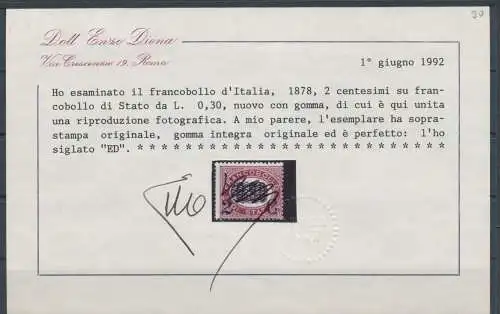 30
Dott. Enzo Diena
Via Crescenzio 19, Roma
1° giugno 1992
Ho esaminato il francobollo d'Italia, 1878, 2 centesimi su fran-
cobollo di Stato da L. 0,30, nuovo con gomma, di cui è qui unita
una riproduzione fotografica. A mio parere, l'esemplare ha sopra-
stampa originale, gomma integra originale ed è perfetto: l'ho
siglato "ED". * * * * * * * * * * * * * * * * * * * * * * * * * *